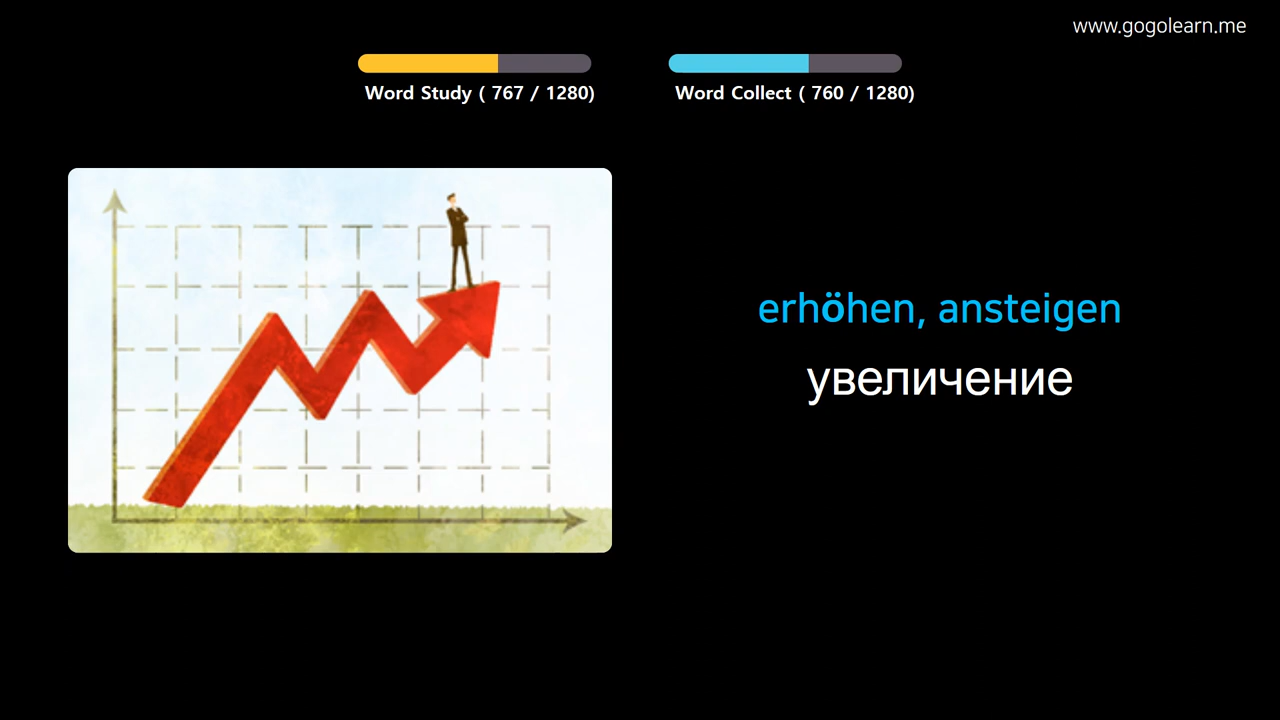 www.gogolearn.me
Word Study ( 767 / 1280)
Word Collect ( 760 / 1280)
erhöhen, ansteigen
увеличение